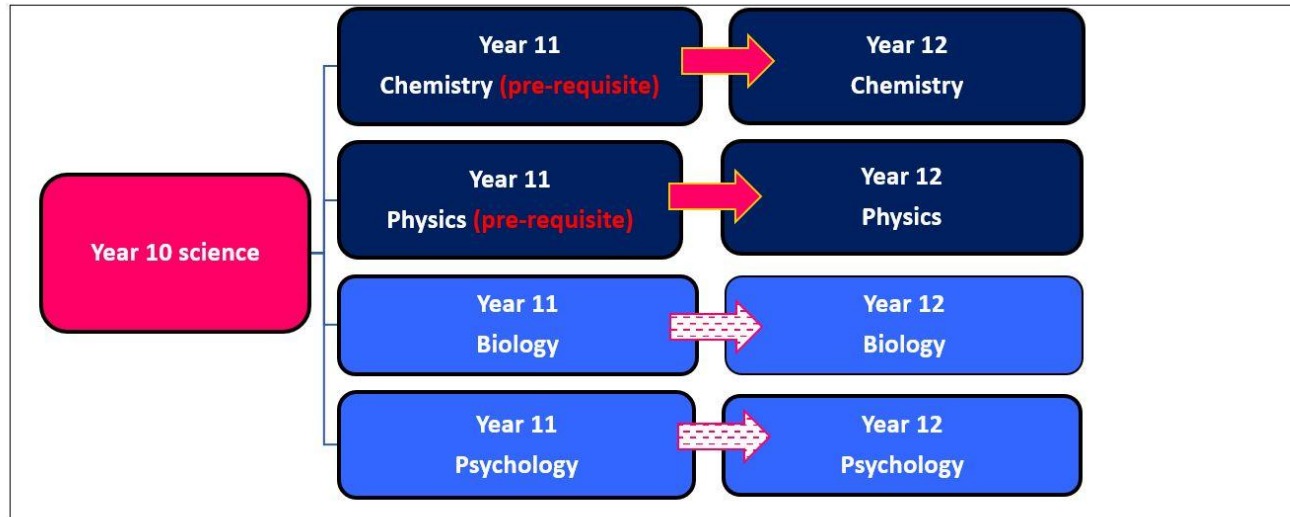 Year 10 science
Year 11
Chemistry (pre-requisite)
Year 12
Chemistry
Year 11
Physics (pre-requisite)
Year 12
Physics
Year 11
Biology
Year 12
Biology
Year 11
Psychology
Year 12
Psychology